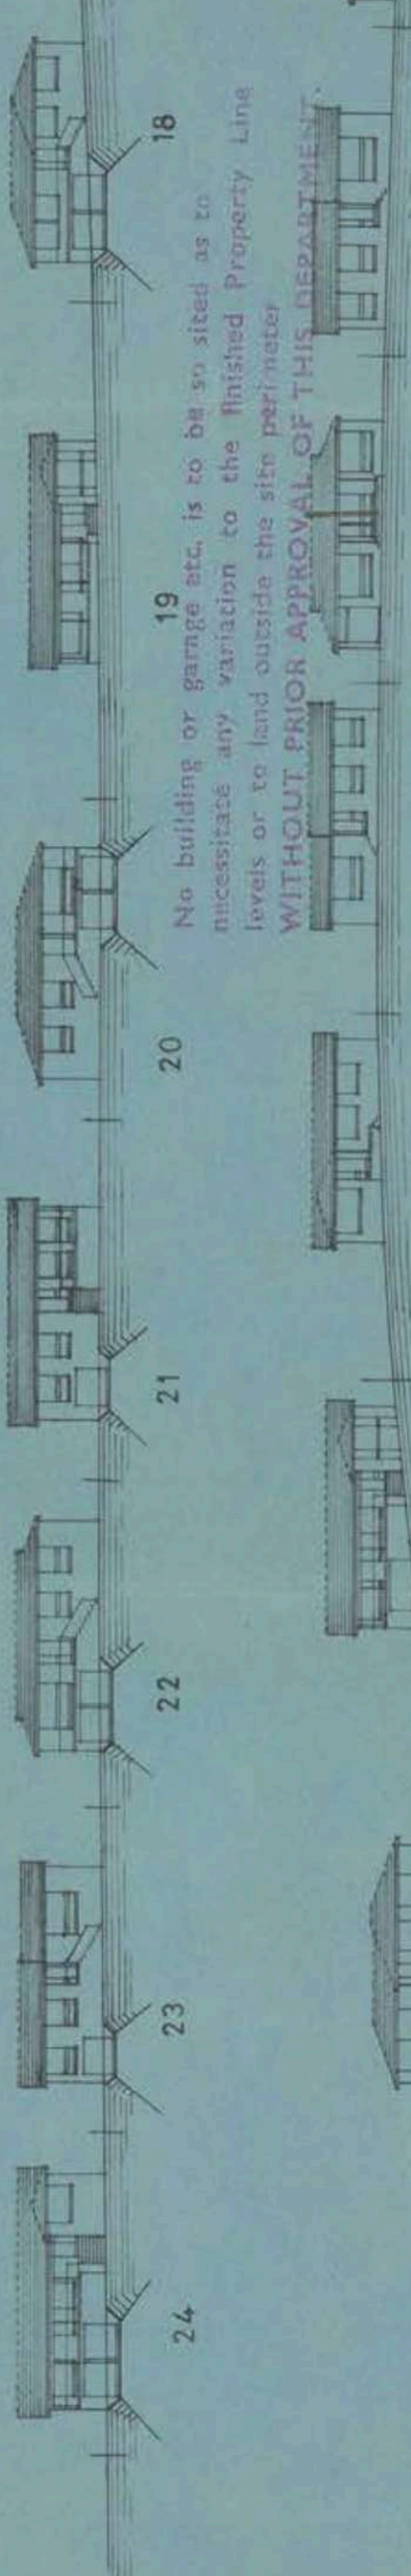 24
23
22
21
20
19
18
No building or garage etc. is to be so sited as to
necessitate any variation to the finished Property Line
levels or to land outside the site perimeter
WITHOUT PRIOR APPROVAL OF THIS DEPARTMENT.